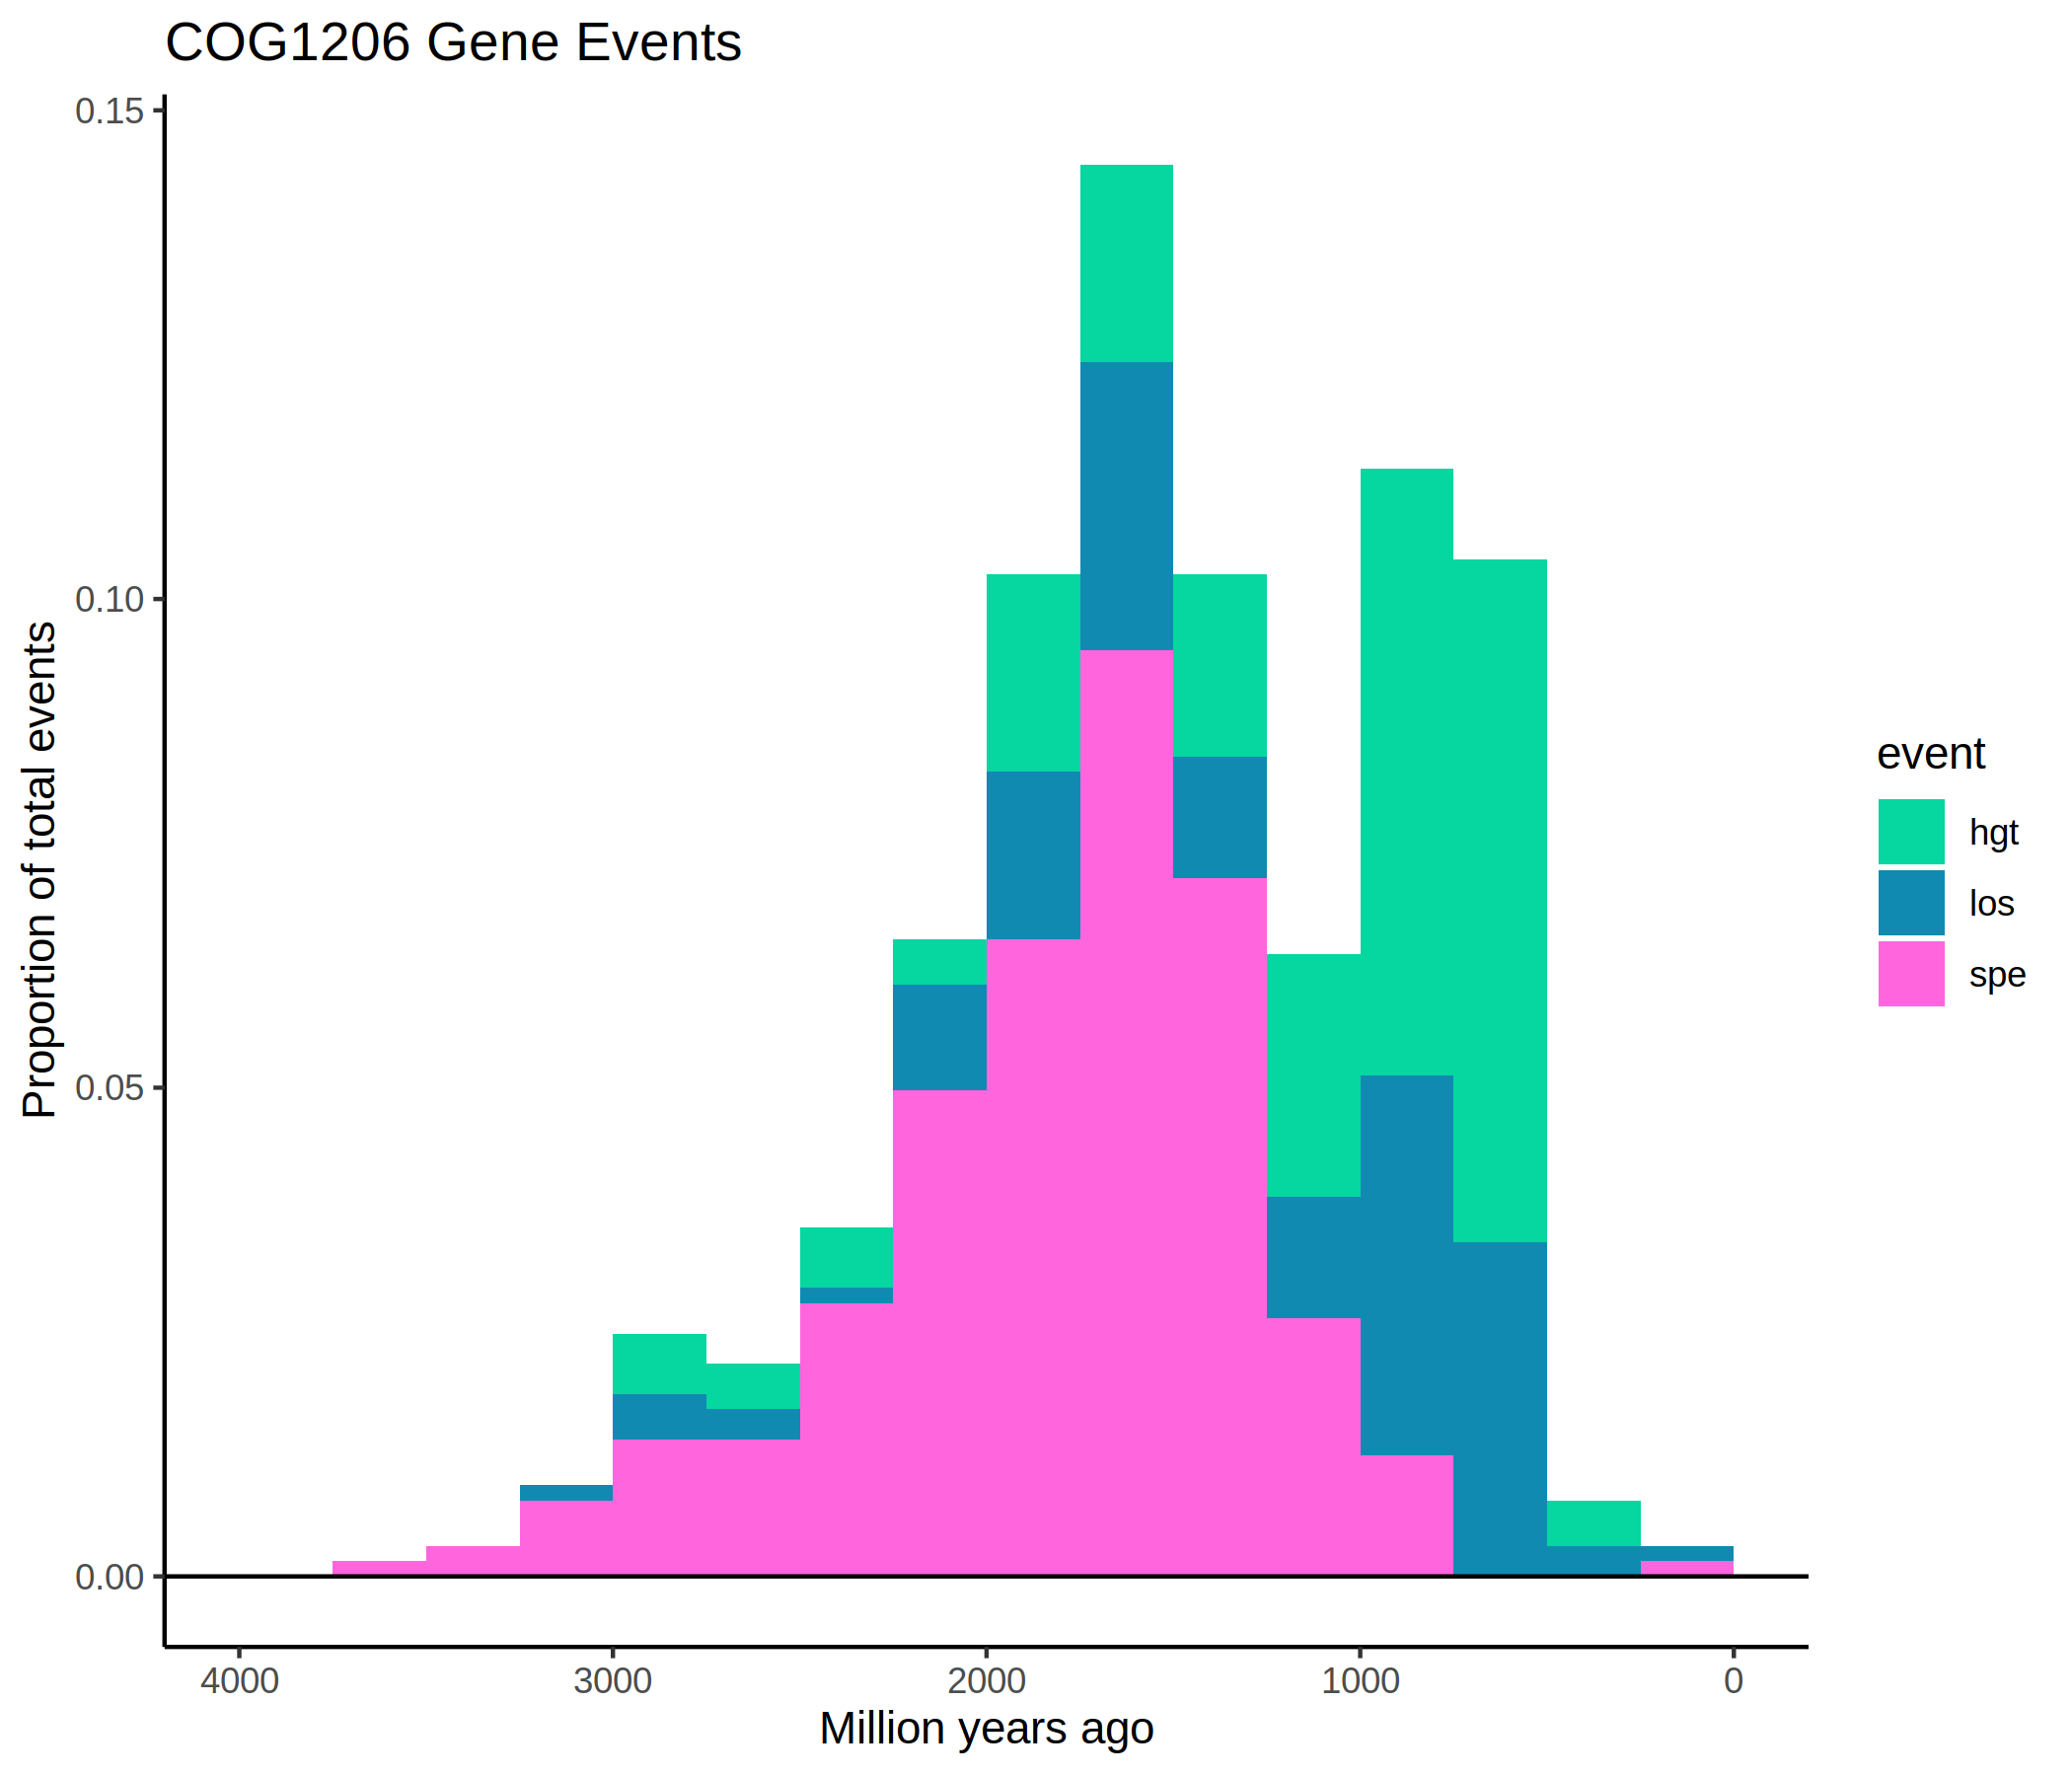 COG1206 Gene Events
0.15
0.10
0.05
0.00
Proportion of total events
4000 3000 2000 1000 0
Million years ago
event
hgt
los
spe